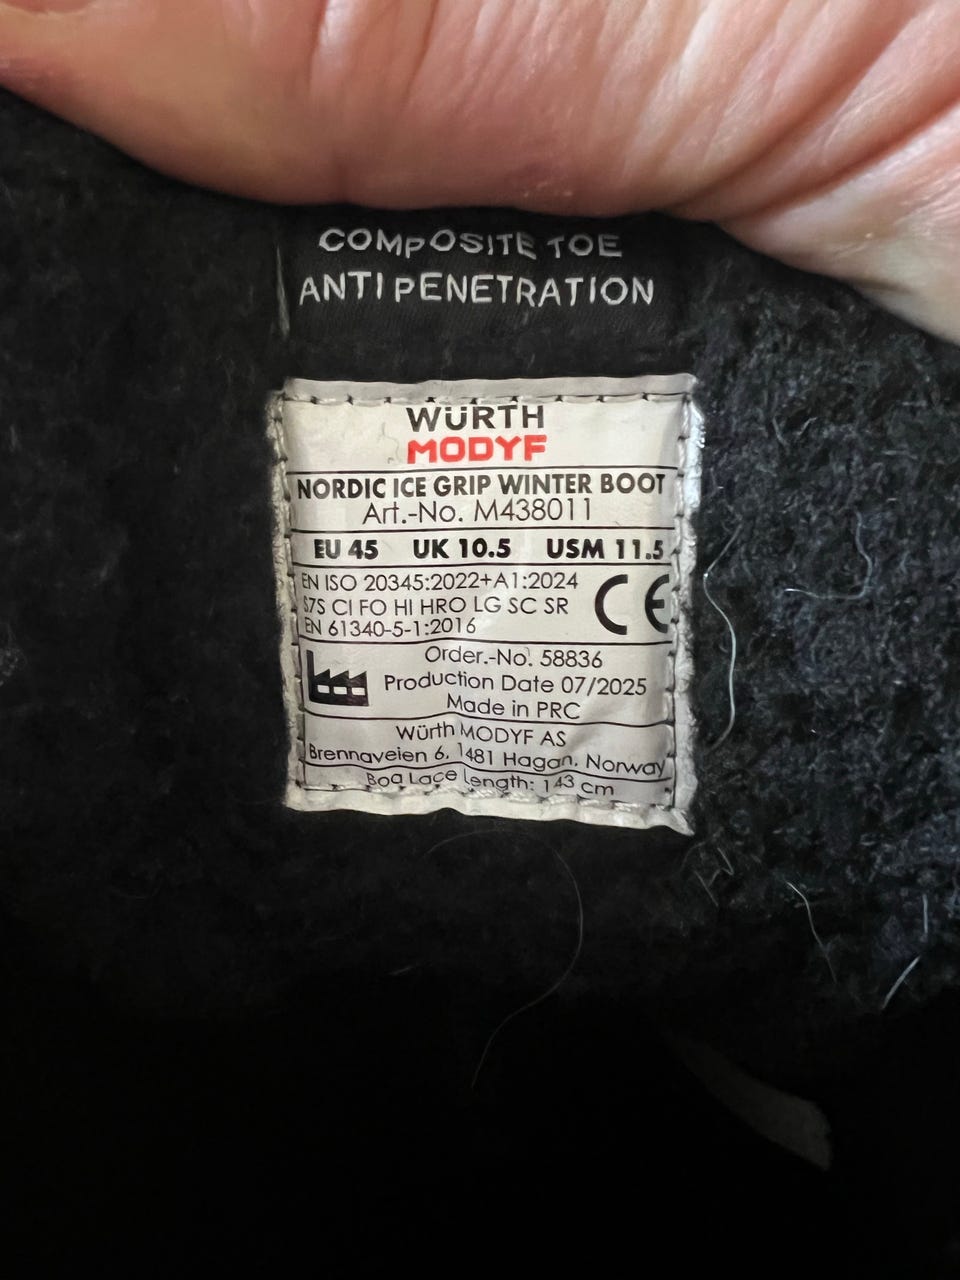 COMPOSITE TOE
ANTI PENETRATION
WÜRTH
MODYF
NORDIC ICE GRIP WINTER BOOT
Art.-No. M438011
EU 45 UK 10.5 USM 11.5
EN ISO 20345:2022+A1:2024
S7S CI FO HI HRO LG SC SR
EN 61340-5-1:2016
CE
Order.-No. 58836
Production Date 07/2025
Made in PRC
Würth MODYF AS
Brennaveien 6, 1481 Hagan, Norway
Boa Lace Length: 143 cm